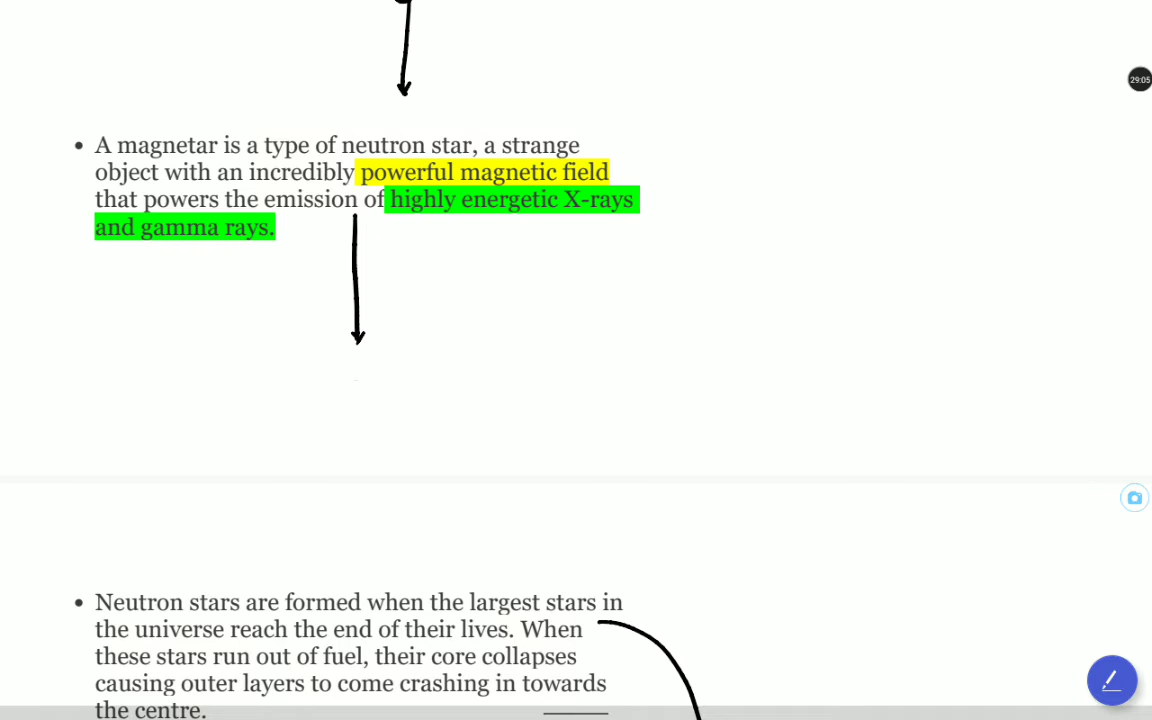 29:05
• A magnetar is a type of neutron star, a strange
object with an incredibly powerful magnetic field
that powers the emission of highly energetic X-rays
and gamma rays.
• Neutron stars are formed when the largest stars in
the universe reach the end of their lives. When
these stars run out of fuel, their core collapses
causing outer layers to come crashing in towards
the centre.